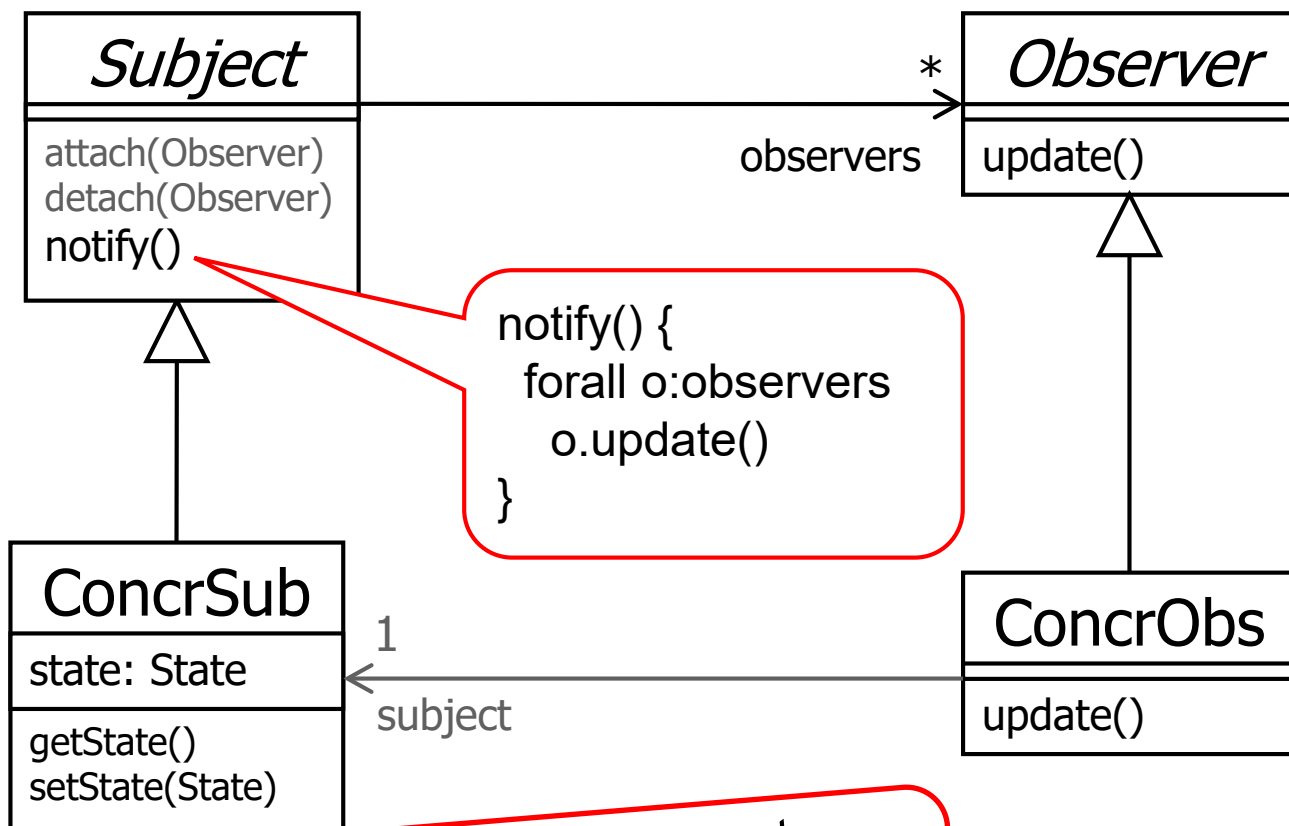 Subject
attach(Observer)
detach(Observer)
notify()
*
observers
Observer
update()
notify() {
forall o:observers
o.update()
}
ConcrSub
state: State
getState()
setState(State)
1
subject
ConcrObs
update()